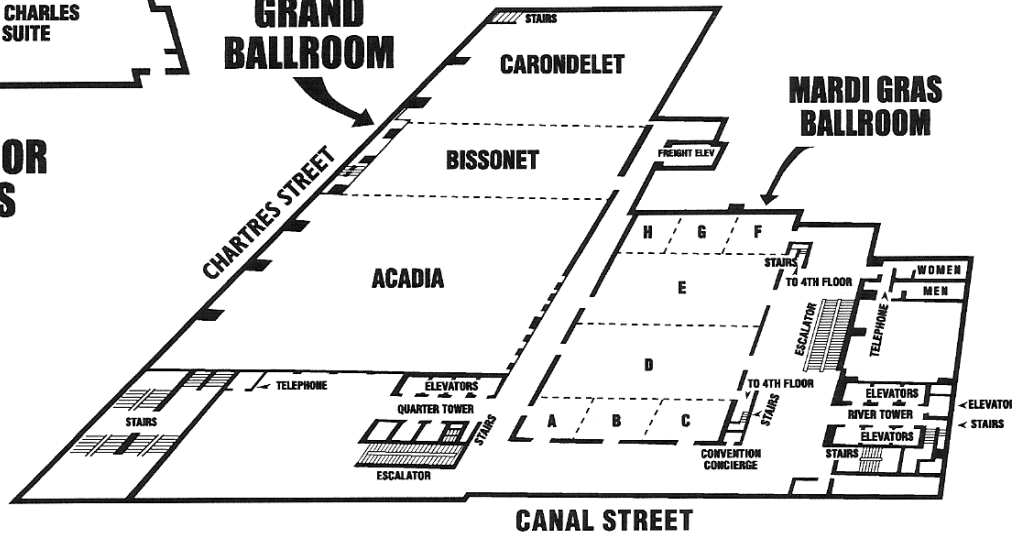 CHARLES
SUITE
GRAND
BALLROOM
STAIRS
CARONDELET
MARDI GRAS
BALLROOM
OR
S
BISSONET
FREIGHT ELEV
CHARTRES STREET
H G F
STAIRS
TO 4TH FLOOR
WOMEN
MEN
ACADIA
E
ESCALATOR
TELEPHONE
D
TELEPHONE
ELEVATORS
QUARTER TOWER
STAIRS
TO 4TH FLOOR
STAIRS
ELEVATORS
RIVER TOWER
ELEVATORS
ELEVATO
STAIRS
STAIRS
A B C
STAIRS
CONVENTION
CONCIERGE
ESCALATOR
CANAL STREET